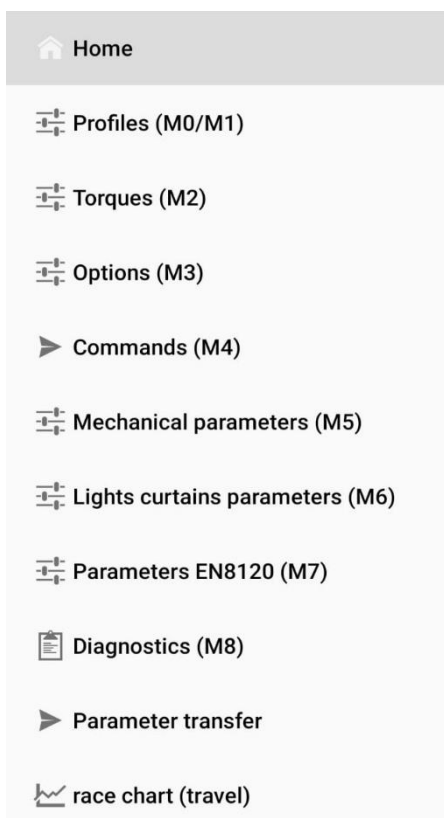 Home
Profiles (M0/M1)
Torques (M2)
Options (M3)
Commands (M4)
Mechanical parameters (M5)
Lights curtains parameters (M6)
Parameters EN8120 (M7)
Diagnostics (M8)
Parameter transfer
race chart (travel)